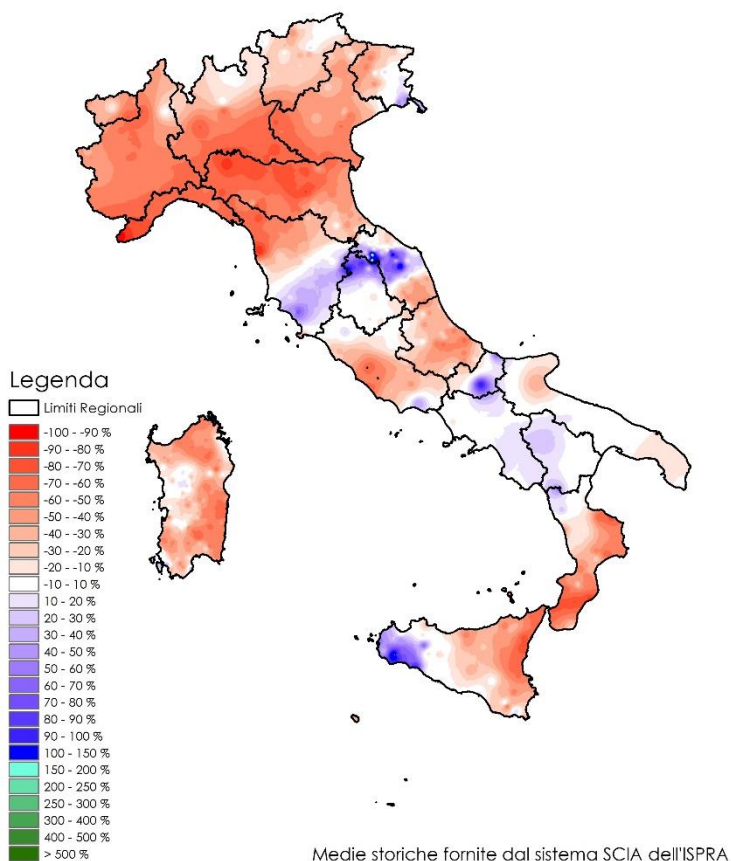 Legenda
Limiti Regionali
-100 - -90 %
-90 - -80 %
-80 - -70 %
-70 - -60 %
-60 - -50 %
-50 - -40 %
-40 - -30 %
-30 - -20 %
-20 - -10 %
-10 - 10 %
10 - 20 %
20 - 30 %
30 - 40 %
40 - 50 %
50 - 60 %
60 - 70 %
70 - 80 %
80 - 90 %
90 - 100 %
100 - 150 %
150 - 200 %
200 - 250 %
250 - 300 %
300 - 400 %
400 - 500 %
> 500 %
Medie storiche fornite dal sistema SCIA dell'ISPRA